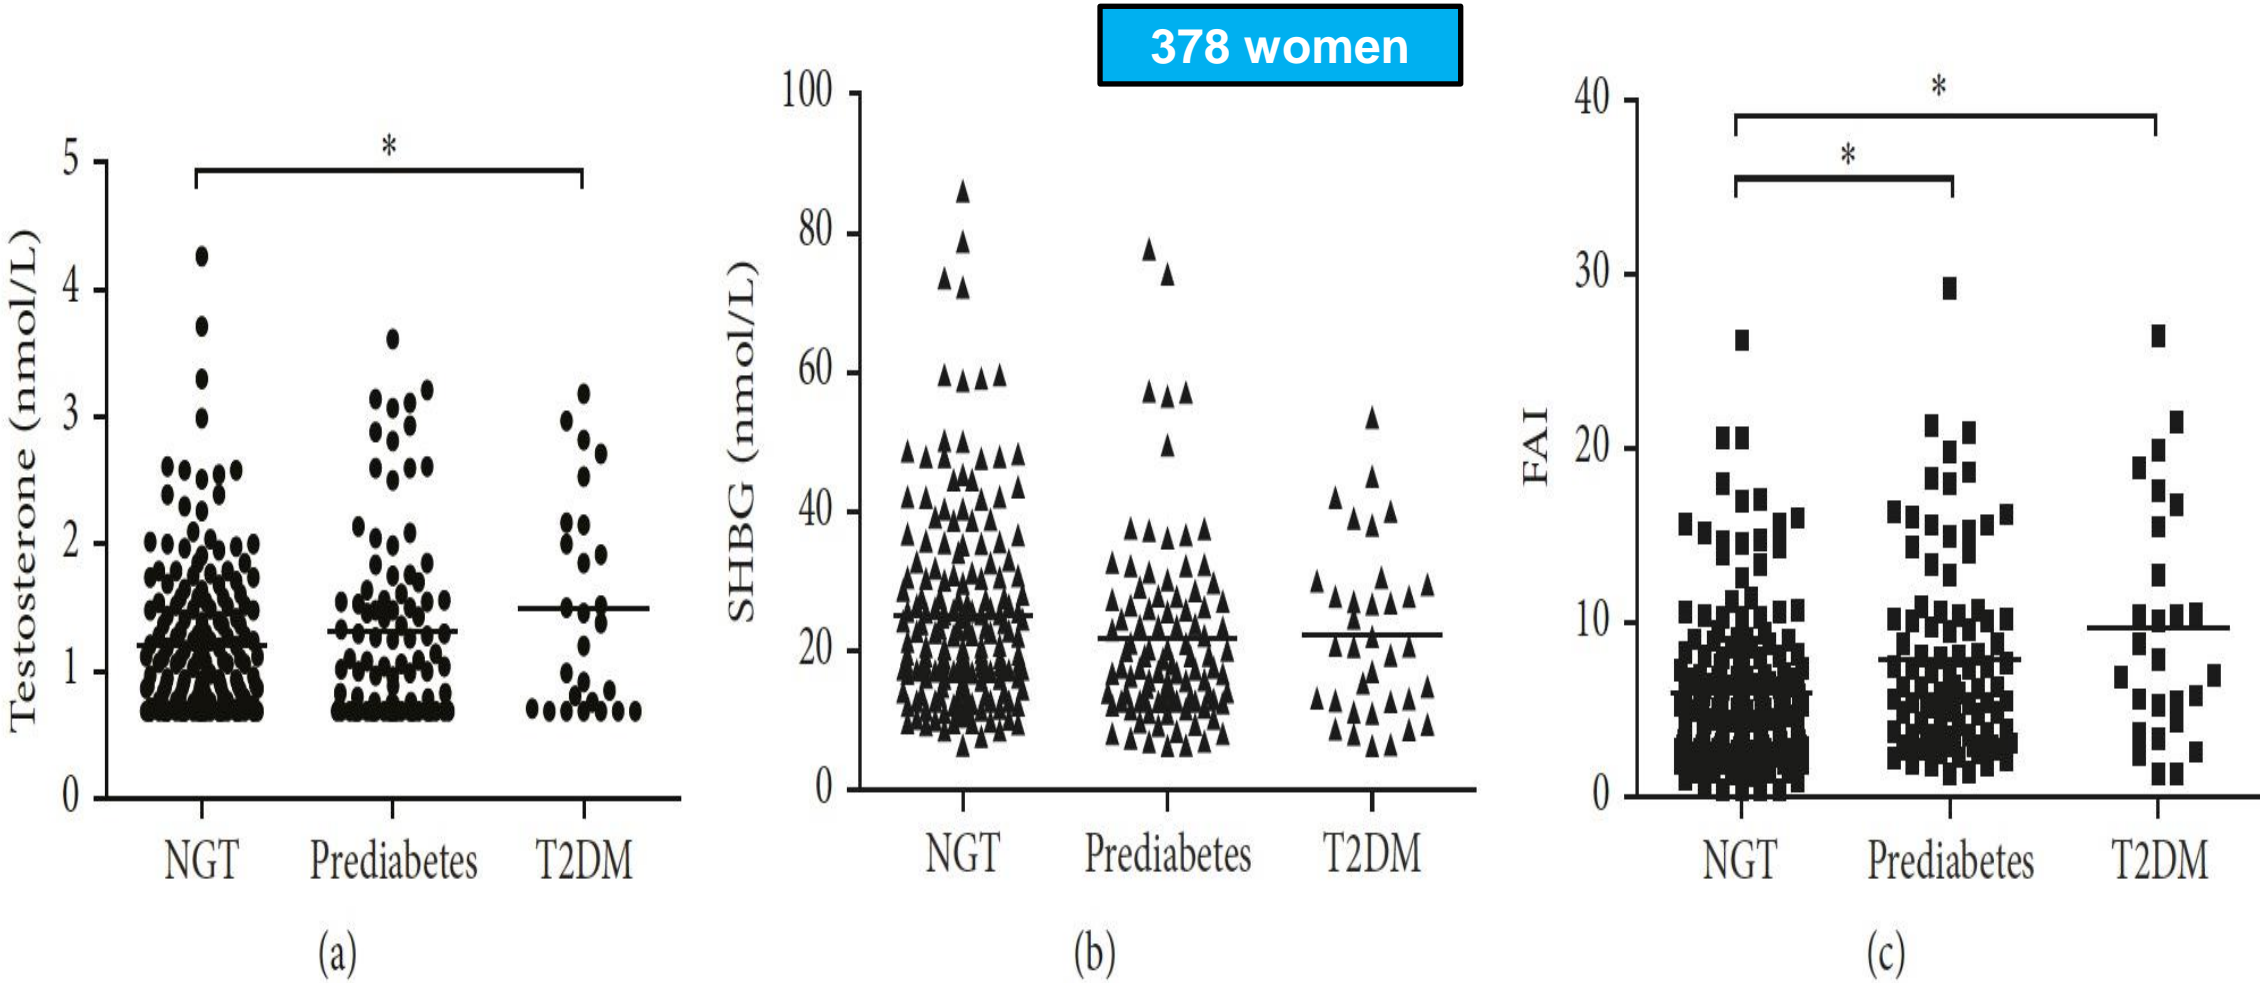 378 women
*
5
4
3
2
1
0
Testosterone (nmol/L)
NGT
Prediabetes
T2DM
(a)
100
80
60
40
20
0
SHBG (nmol/L)
NGT
Prediabetes
T2DM
(b)
*
*
40
30
20
10
0
FAI
NGT
Prediabetes
T2DM
(c)